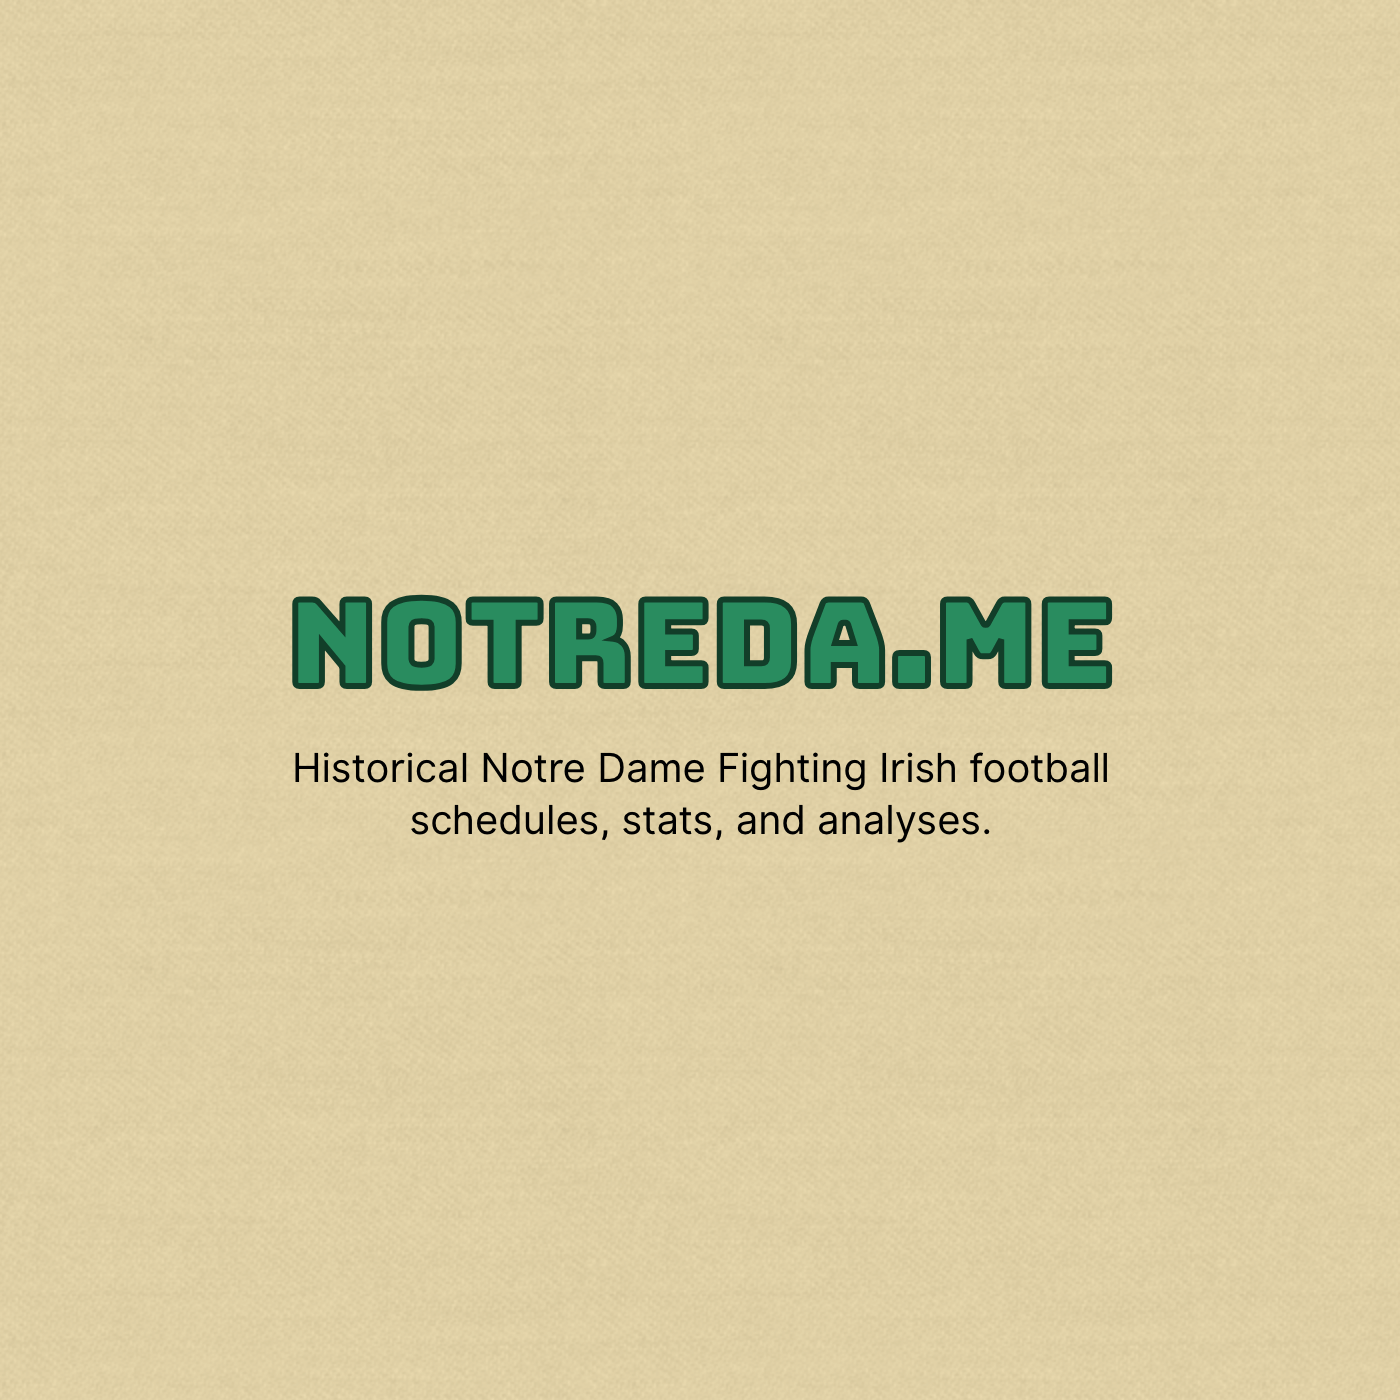 NOTREDA.ME
Historical Notre Dame Fighting Irish football
schedules, stats, and analyses.